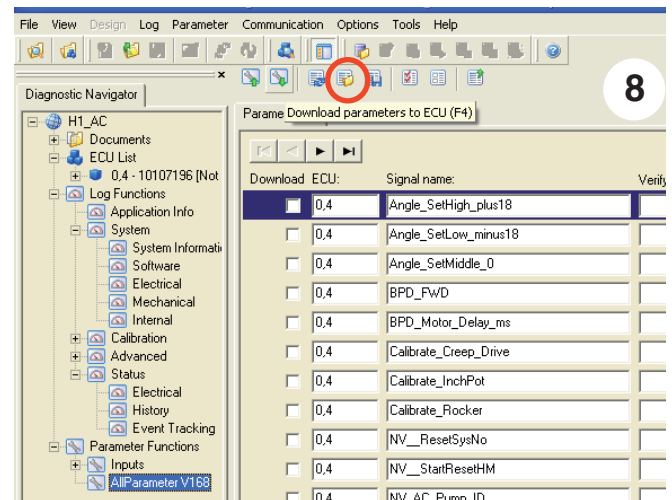 File View Design Log Parameter Communication Options Tools Help
8
Diagnostic Navigator
Parame
Download parameters to ECU (F4)
H1_AC
Documents
ECU List
0,4 - 10107196 [Not
Log Functions
Application Info
System
System Informati
Software
Electrical
Mechanical
Internal
Calibration
Advanced
Status
Electrical
History
Event Tracking
Parameter Functions
Inputs
AllParameter V168
Download ECU: Signal name: Verify
0,4 Angle_SetHigh_plus18
0,4 Angle_SetLow_minus18
0,4 Angle_SetMiddle_0
0,4 BPD_FWD
0,4 BPD_Motor_Delay_ms
0,4 Calibrate_Creep_Drive
0,4 Calibrate_InchPot
0,4 Calibrate_Rocker
0,4 NV__ResetSysNo
0,4 NV__StartResetHM
0,4 NV_AC_Pump_ID